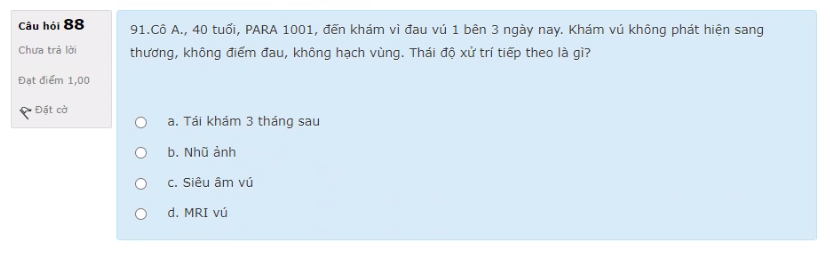 Câu hỏi 88
Chưa trả lời
Đạt điểm 1,00
Đặt cờ
91.Cô A., 40 tuổi, PARA 1001, đến khám vì đau vú 1 bên 3 ngày nay. Khám vú không phát hiện sang
thương, không điểm đau, không hạch vùng. Thái độ xử trí tiếp theo là gì?
a. Tái khám 3 tháng sau
b. Nhũ ảnh
c. Siêu âm vú
d. MRI vú